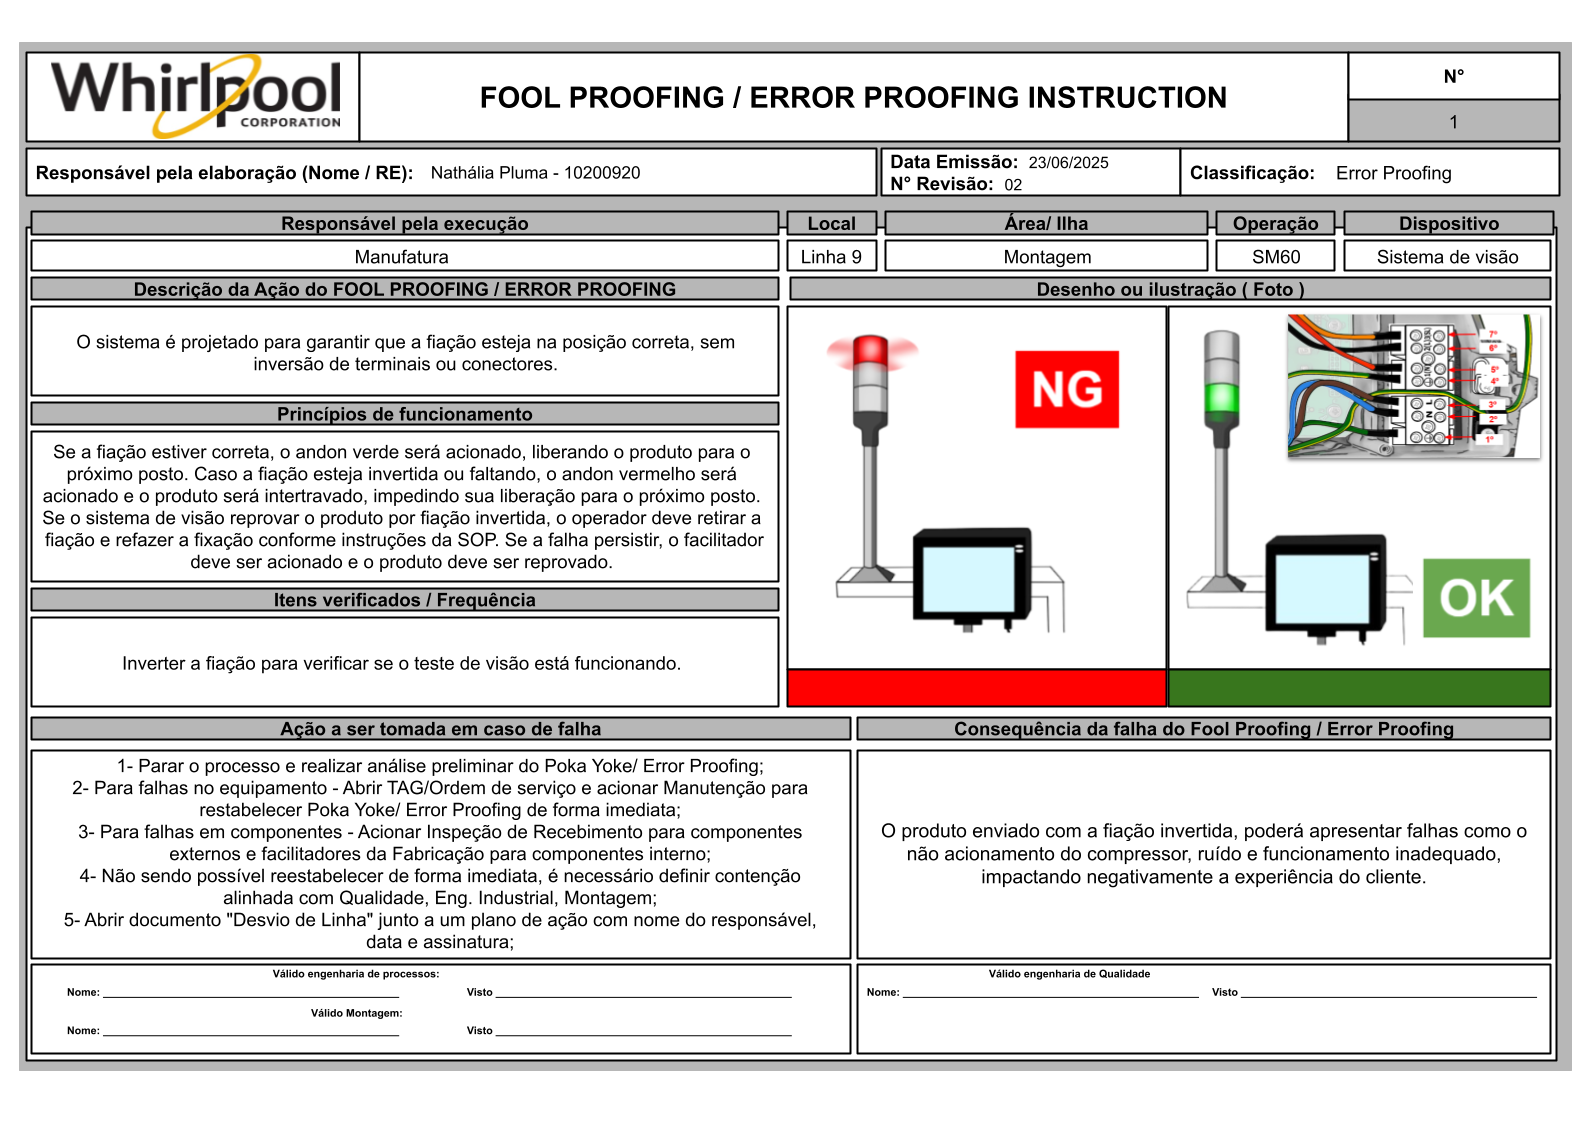 Whirlpool
CORPORATION
FOOL PROOFING / ERROR PROOFING INSTRUCTION
N°
1
Responsável pela elaboração (Nome / RE): Nathália Pluma - 10200920
Data Emissão: 23/06/2025
N° Revisão: 02
Classificação: Error Proofing
Responsável pela execução
Local
Área/ Ilha
Operação
Dispositivo
Manufatura
Linha 9
Montagem
SM60
Sistema de visão
Descrição da Ação do FOOL PROOFING / ERROR PROOFING
Desenho ou ilustração ( Foto )
O sistema é projetado para garantir que a fiação esteja na posição correta, sem
inversão de terminais ou conectores.
Princípios de funcionamento
Se a fiação estiver correta, o andon verde será acionado, liberando o produto para o
próximo posto. Caso a fiação esteja invertida ou faltando, o andon vermelho será
acionado e o produto será intertravado, impedindo sua liberação para o próximo posto.
Se o sistema de visão reprovar o produto por fiação invertida, o operador deve retirar a
fiação e refazer a fixação conforme instruções da SOP. Se a falha persistir, o facilitador
deve ser acionado e o produto deve ser reprovado.
Itens verificados / Frequência
Inverter a fiação para verificar se o teste de visão está funcionando.
NG
7º
6º
5º
4º
3º
2º
1º
L
N
OK
Ação a ser tomada em caso de falha
Consequência da falha do Fool Proofing / Error Proofing
1- Parar o processo e realizar análise preliminar do Poka Yoke/ Error Proofing;
2- Para falhas no equipamento - Abrir TAG/Ordem de serviço e acionar Manutenção para
restabelecer Poka Yoke/ Error Proofing de forma imediata;
3- Para falhas em componentes - Acionar Inspeção de Recebimento para componentes
externos e facilitadores da Fabricação para componentes interno;
4- Não sendo possível reestabelecer de forma imediata, é necessário definir contenção
alinhada com Qualidade, Eng. Industrial, Montagem;
5- Abrir documento "Desvio de Linha" junto a um plano de ação com nome do responsável,
data e assinatura;
O produto enviado com a fiação invertida, poderá apresentar falhas como o
não acionamento do compressor, ruído e funcionamento inadequado,
impactando negativamente a experiência do cliente.
Válido engenharia de processos:
Nome: Visto
Válido Montagem:
Nome: Visto
Válido engenharia de Qualidade
Nome: Visto